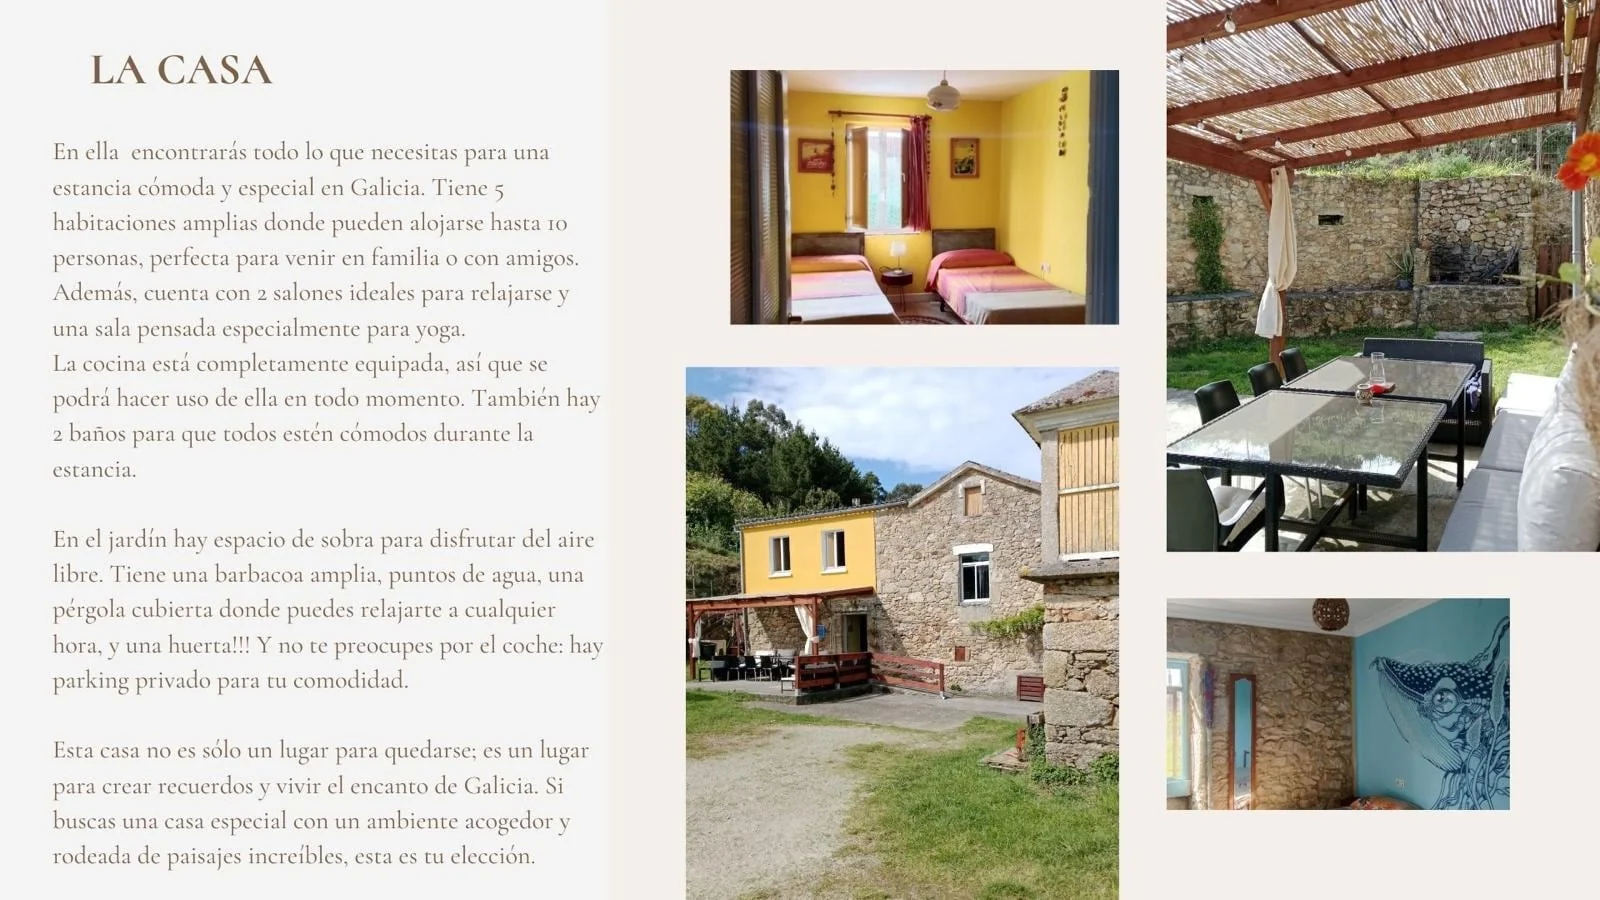 LA CASA
En ella  encontrarás todo lo que necesitas para una
estancia cómoda y especial en Galicia. Tiene 5
habitaciones amplias donde pueden alojarse hasta 10
personas, perfecta para venir en familia o con amigos.
Además, cuenta con 2 salones ideales para relajarse y
una sala pensada especialmente para yoga.
La cocina está completamente equipada, así que se
podrá hacer uso de ella en todo momento. También hay
2 baños para que todos estén cómodos durante la
estancia.
En el jardín hay espacio de sobra para disfrutar del aire
libre. Tiene una barbacoa amplia, puntos de agua, una
pérgola cubierta donde puedes relajarte a cualquier
hora, y una huerta!!! Y no te preocupes por el coche: hay
parking privado para tu comodidad.
Esta casa no es sólo un lugar para quedarse; es un lugar
para crear recuerdos y vivir el encanto de Galicia. Si
buscas una casa especial con un ambiente acogedor y
rodeada de paisajes increíbles, esta es tu elección.